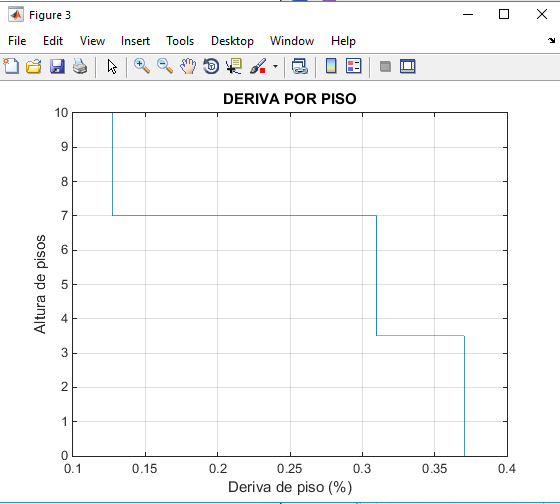 Figure 3
File Edit View Insert Tools Desktop Window Help
DERIVA POR PISO
10
9
8
7
6
5
4
3
2
1
0
Altura de pisos
0.1 0.15 0.2 0.25 0.3 0.35 0.4
Deriva de piso (%)